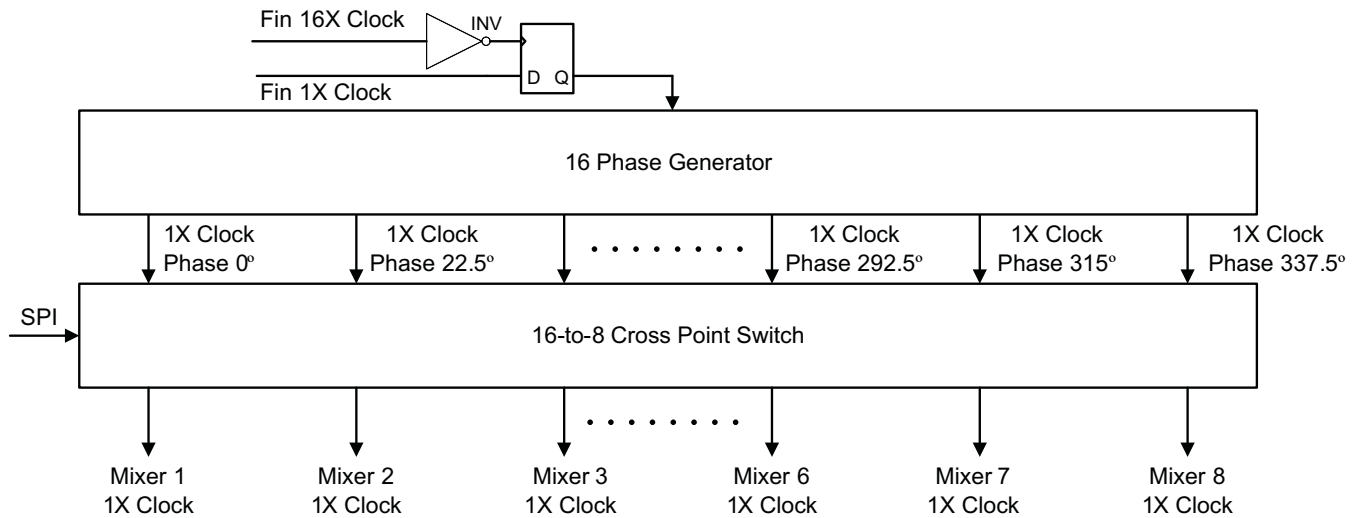 Fin 16X Clock
INV
D Q
Fin 1X Clock
16 Phase Generator
1X Clock
Phase 0º
1X Clock
Phase 22.5º
1X Clock
Phase 292.5º
1X Clock
Phase 315º
1X Clock
Phase 337.5º
SPI
16-to-8 Cross Point Switch
Mixer 1
1X Clock
Mixer 2
1X Clock
Mixer 3
1X Clock
Mixer 6
1X Clock
Mixer 7
1X Clock
Mixer 8
1X Clock